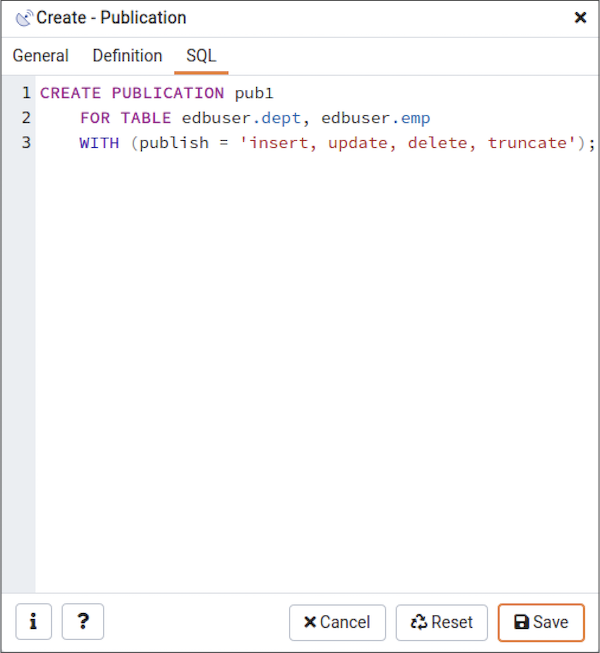 Create - Publication
General Definition SQL
1 CREATE PUBLICATION pub1
2 FOR TABLE edbuser.dept, edbuser.emp
3 WITH (publish = 'insert, update, delete, truncate');
i ? Cancel Reset Save